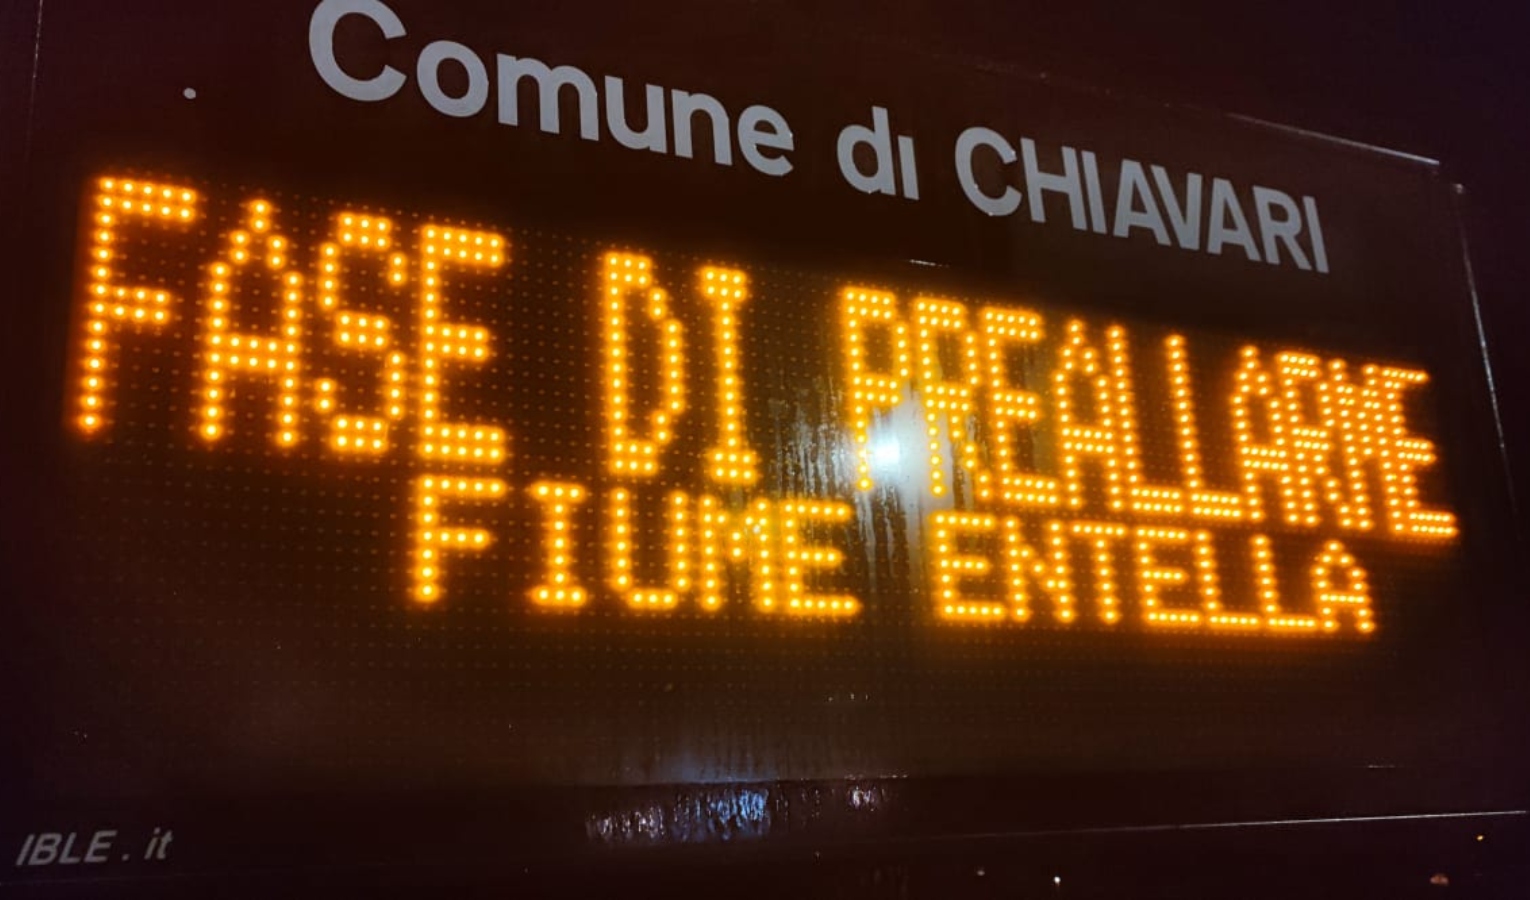 Comune di CHIAVARI
FASE DI PREALLARME
FIUME ENTELLA
IBLE.it